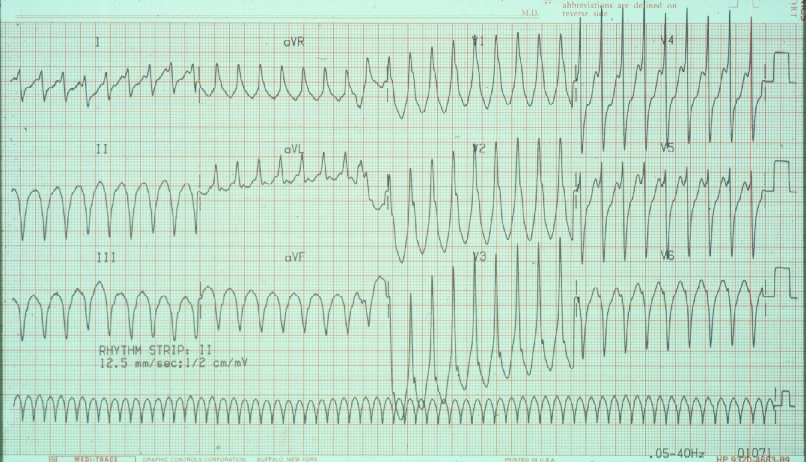 abbreviations are defined on
M.D. reverse side
I aVR V1 V4
II aVL V2 V5
III aVF V3 V6
RHYTHM STRIP: II
12.5 mm/sec:1/2 cm/mV
.05-40Hz 01071
MEDI-TRACE GRAPHIC CONTROLS CORPORATION BUFFALO, NEW YORK PRINTED IN U.S.A.